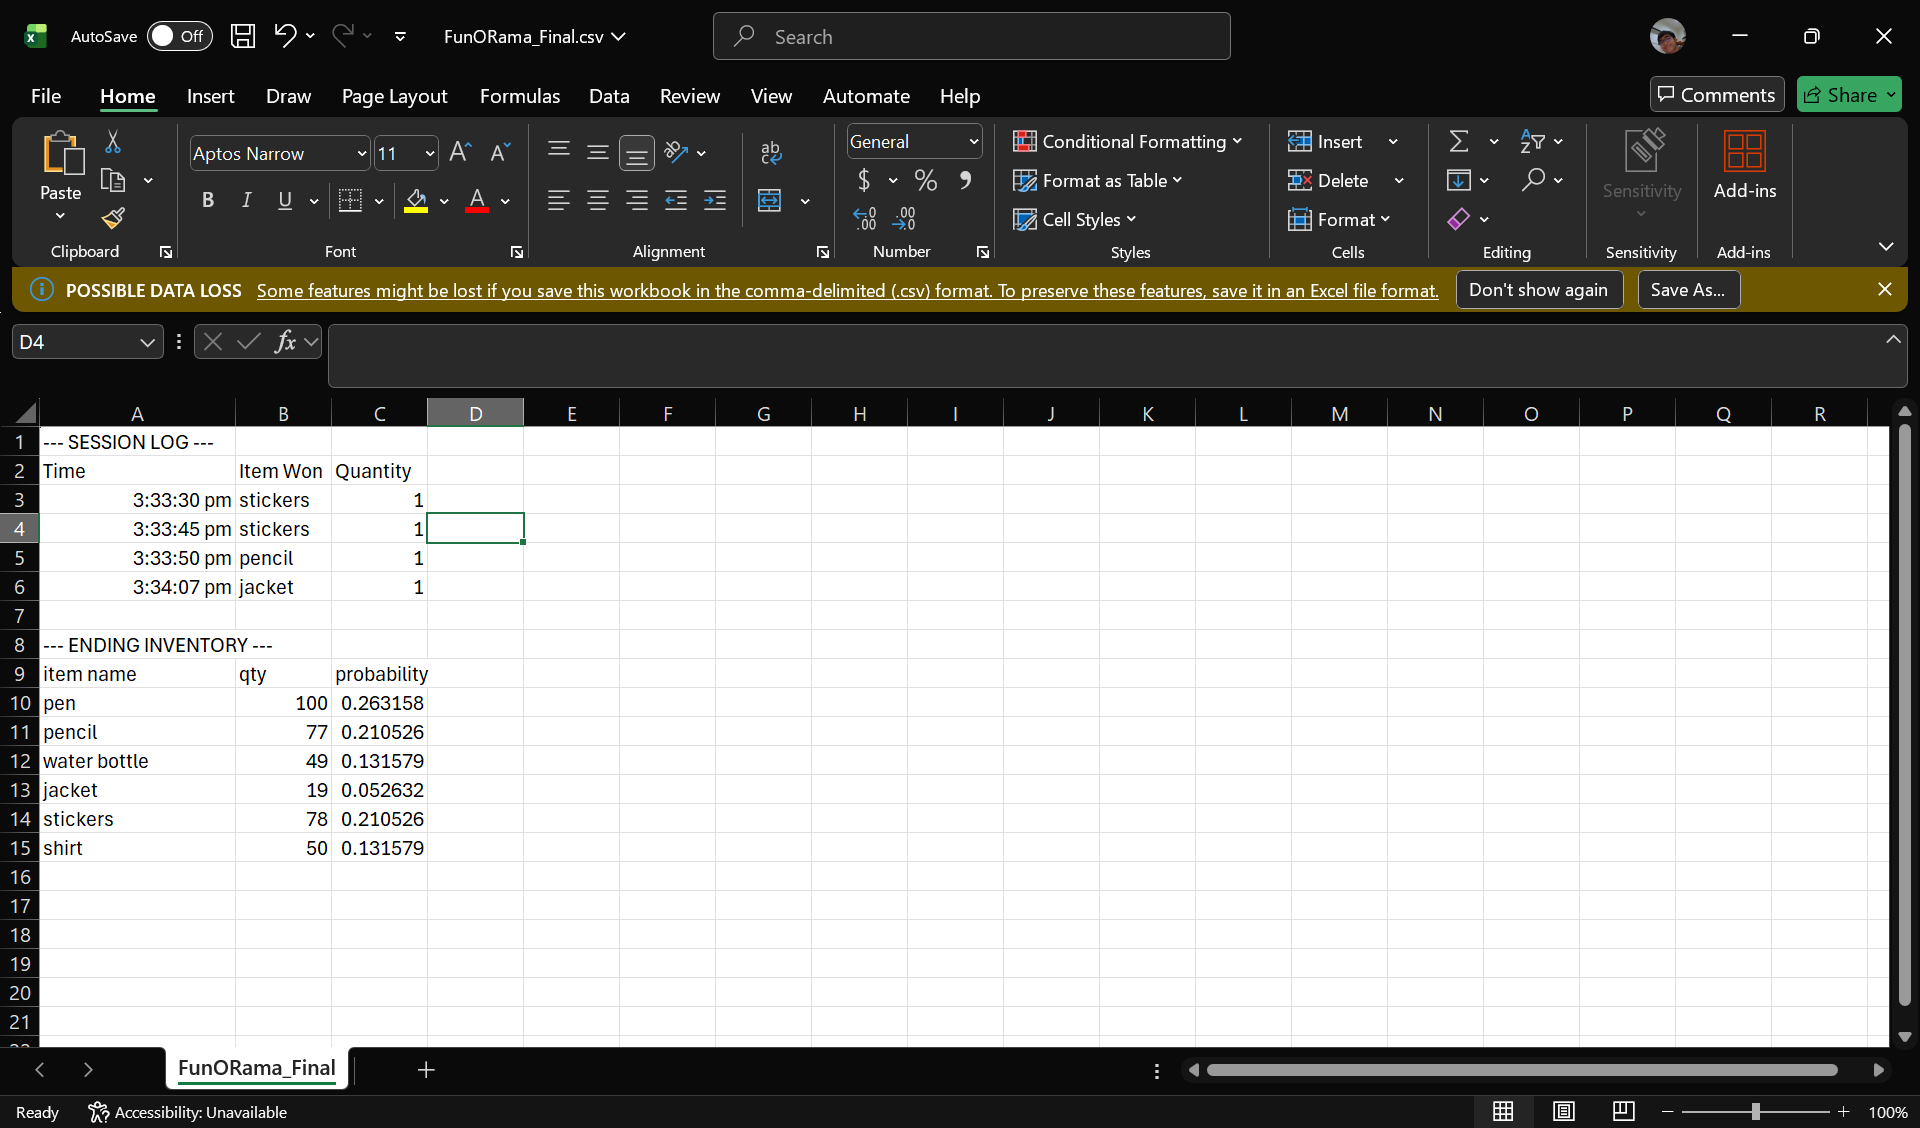 AutoSave Off FunORama_Final.csv Search
File Home Insert Draw Page Layout Formulas Data Review View Automate Help Comments Share
Paste
Clipboard
Aptos Narrow 11
B I U A
Font
ab
Alignment
General
$ % 9
Number
Conditional Formatting
Format as Table
Cell Styles
Styles
Insert
Delete
Format
Cells
Editing
Sensitivity
Sensitivity
Add-ins
Add-ins
POSSIBLE DATA LOSS Some features might be lost if you save this workbook in the comma-delimited (.csv) format. To preserve these features, save it in an Excel file format. Don't show again Save As...
D4 fx
A B C D E F G H I J K L M N O P Q R
1 --- SESSION LOG ---
2 Time Item Won Quantity
3 3:33:30 pm stickers 1
4 3:33:45 pm stickers 1
5 3:33:50 pm pencil 1
6 3:34:07 pm jacket 1
7
8 --- ENDING INVENTORY ---
9 item name qty probability
10 pen 100 0.263158
11 pencil 77 0.210526
12 water bottle 49 0.131579
13 jacket 19 0.052632
14 stickers 78 0.210526
15 shirt 50 0.131579
16
17
18
19
20
21
FunORama_Final
Ready Accessibility: Unavailable 100%